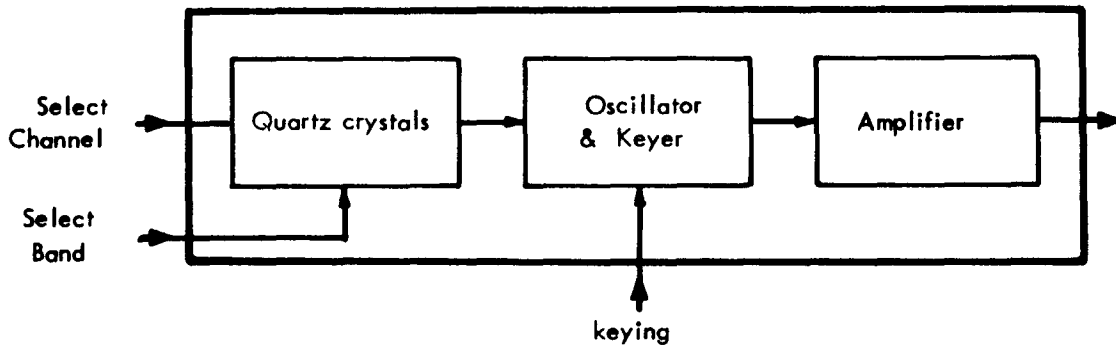 Select
Channel
Quartz crystals
Oscillator
& Keyer
Amplifier
Select
Band
keying